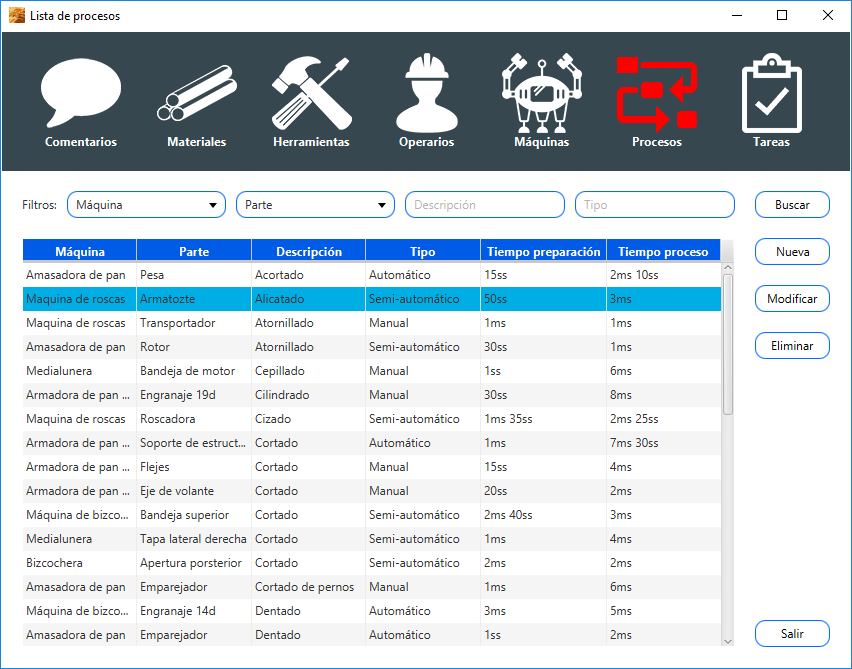 Lista de procesos
Comentarios Materiales Herramientas Operarios Máquinas Procesos Tareas
Filtros: Máquina Parte Descripción Tipo Buscar
Máquina Parte Descripción Tipo Tiempo preparación Tiempo proceso Nueva
Amasadora de pan Pesa Acortado Automático 15ss 2ms 10ss
Maquina de roscas Armatozte Alicatado Semi-automático 50ss 3ms Modificar
Maquina de roscas Transportador Atornillado Manual 1ms 1ms
Amasadora de pan Rotor Atornillado Semi-automático 30ss 1ms Eliminar
Medialunera Bandeja de motor Cepillado Manual 1ss 6ms
Armadora de pan ... Engranaje 19d Cilindrado Manual 30ss 8ms
Maquina de roscas Roscadora Cizado Semi-automático 1ms 35ss 2ms 25ss
Armadora de pan ... Soporte de estruct... Cortado Automático 1ms 7ms 30ss
Armadora de pan ... Flejes Cortado Manual 15ss 4ms
Armadora de pan ... Eje de volante Cortado Manual 20ss 2ms
Máquina de bizco... Bandeja superior Cortado Semi-automático 2ms 40ss 3ms
Medialunera Tapa lateral derecha Cortado Semi-automático 1ms 4ms
Bizcochera Apertura porsterior Cortado Semi-automático 2ms 2ms
Amasadora de pan Emparejador Cortado de pernos Manual 1ms 6ms
Máquina de bizco... Engranaje 14d Dentado Automático 3ms 5ms
Amasadora de pan Emparejador Dentado Automático 1ss 2ms Salir